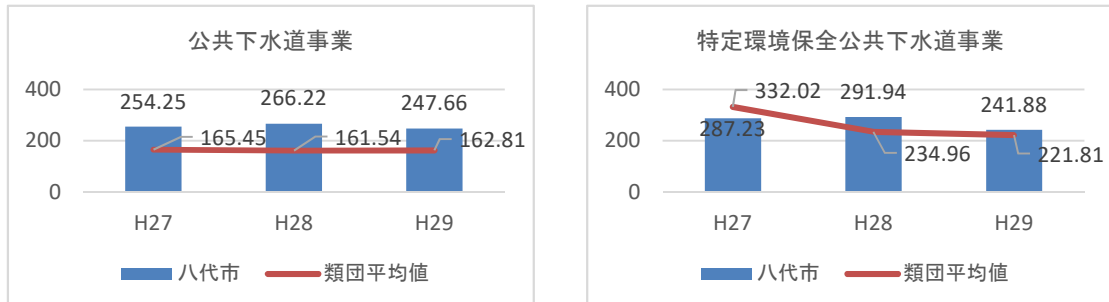 公共下水道事業
400
200
0
254.25
266.22
247.66
165.45
161.54
162.81
H27
H28
H29
八代市
類団平均値
特定環境保全公共下水道事業
400
200
0
332.02
291.94
241.88
287.23
234.96
221.81
H27
H28
H29
八代市
類団平均値